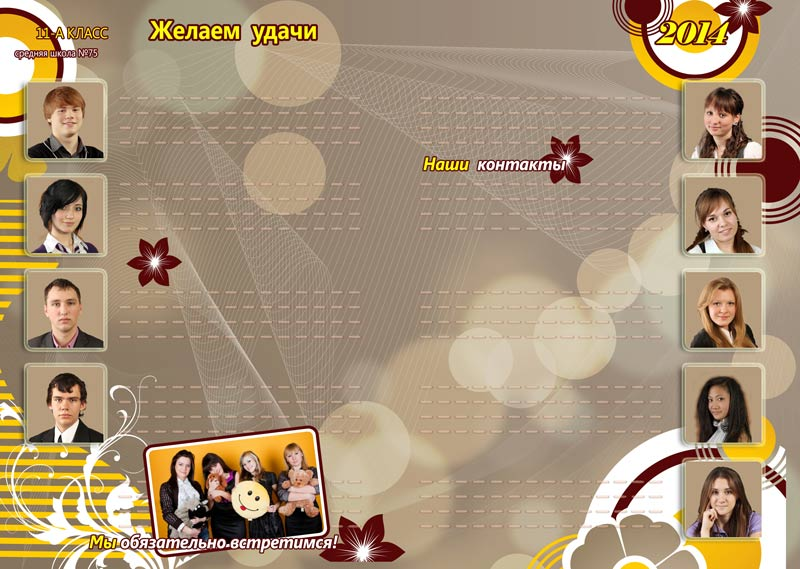 11-А КЛАСС
средняя школа №75
Желаем удачи
2014
Наши контакты
Мы обязательно встретимся!